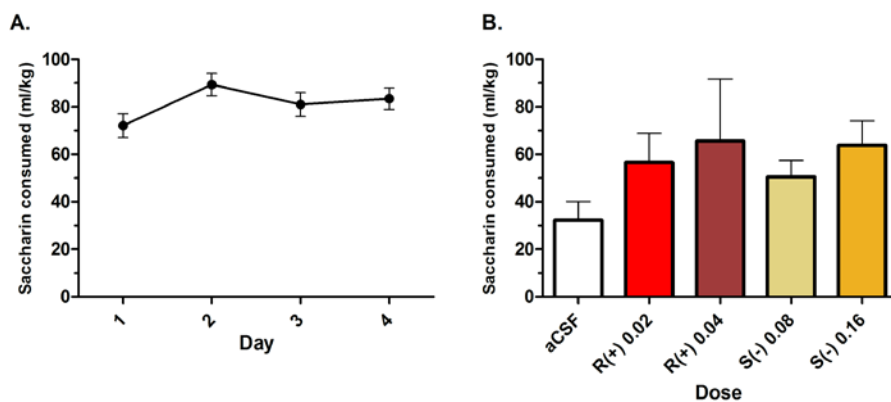 A.
Saccharin consumed (ml/kg)
100
80
60
40
20
0
1
2
3
4
Day
B.
Saccharin consumed (ml/kg)
100
80
60
40
20
0
aCSF
R(+) 0.02
R(+) 0.04
S(-) 0.08
S(-) 0.16
Dose